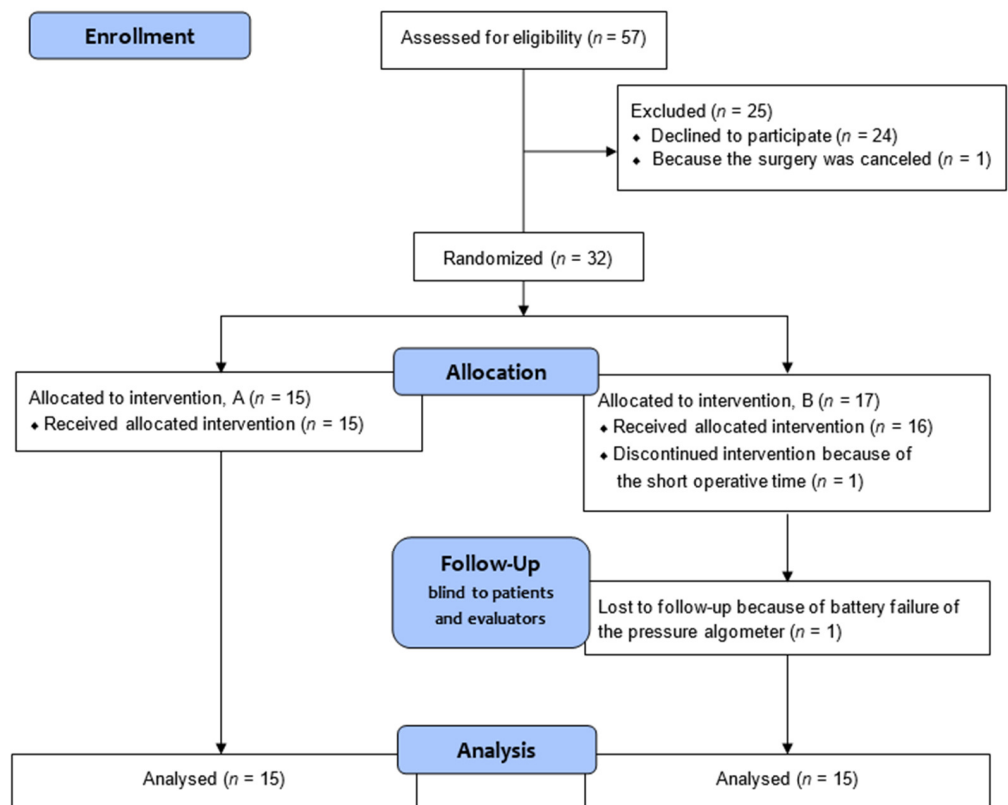 Enrollment
Assessed for eligibility (n = 57)
Excluded (n = 25)
⬥ Declined to participate (n = 24)
⬥ Because the surgery was canceled (n = 1)
Randomized (n = 32)
Allocation
Allocated to intervention, A (n = 15)
⬥ Received allocated intervention (n = 15)
Allocated to intervention, B (n = 17)
⬥ Received allocated intervention (n = 16)
⬥ Discontinued intervention because of
the short operative time (n = 1)
Follow-Up
blind to patients
and evaluators
Lost to follow-up because of battery failure of
the pressure algometer (n = 1)
Analysis
Analysed (n = 15)
Analysed (n = 15)